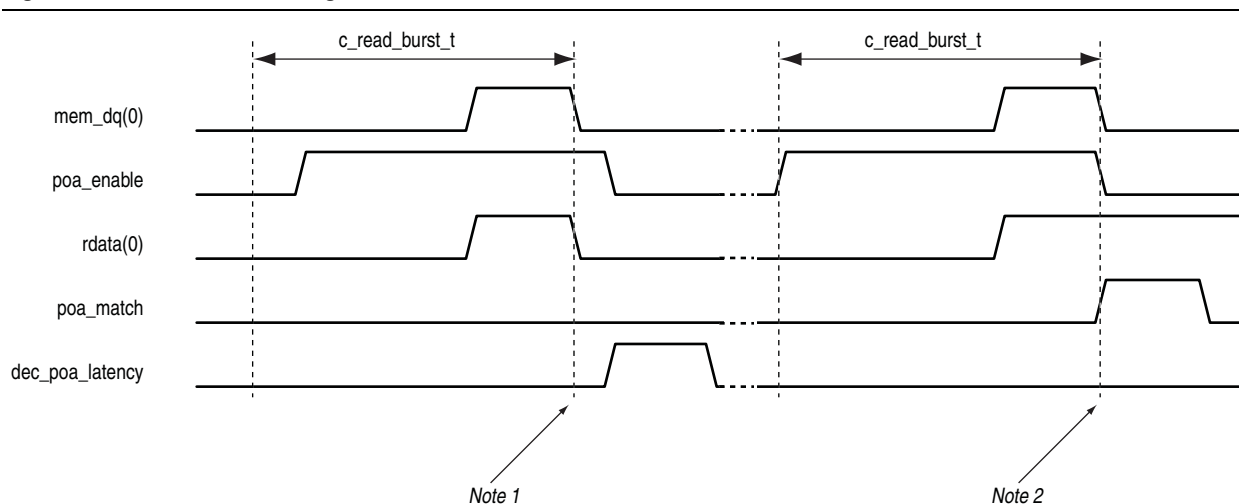 c_read_burst_t c_read_burst_t
mem_dq(0)
poa_enable
rdata(0)
poa_match
dec_poa_latency
Note 1 Note 2